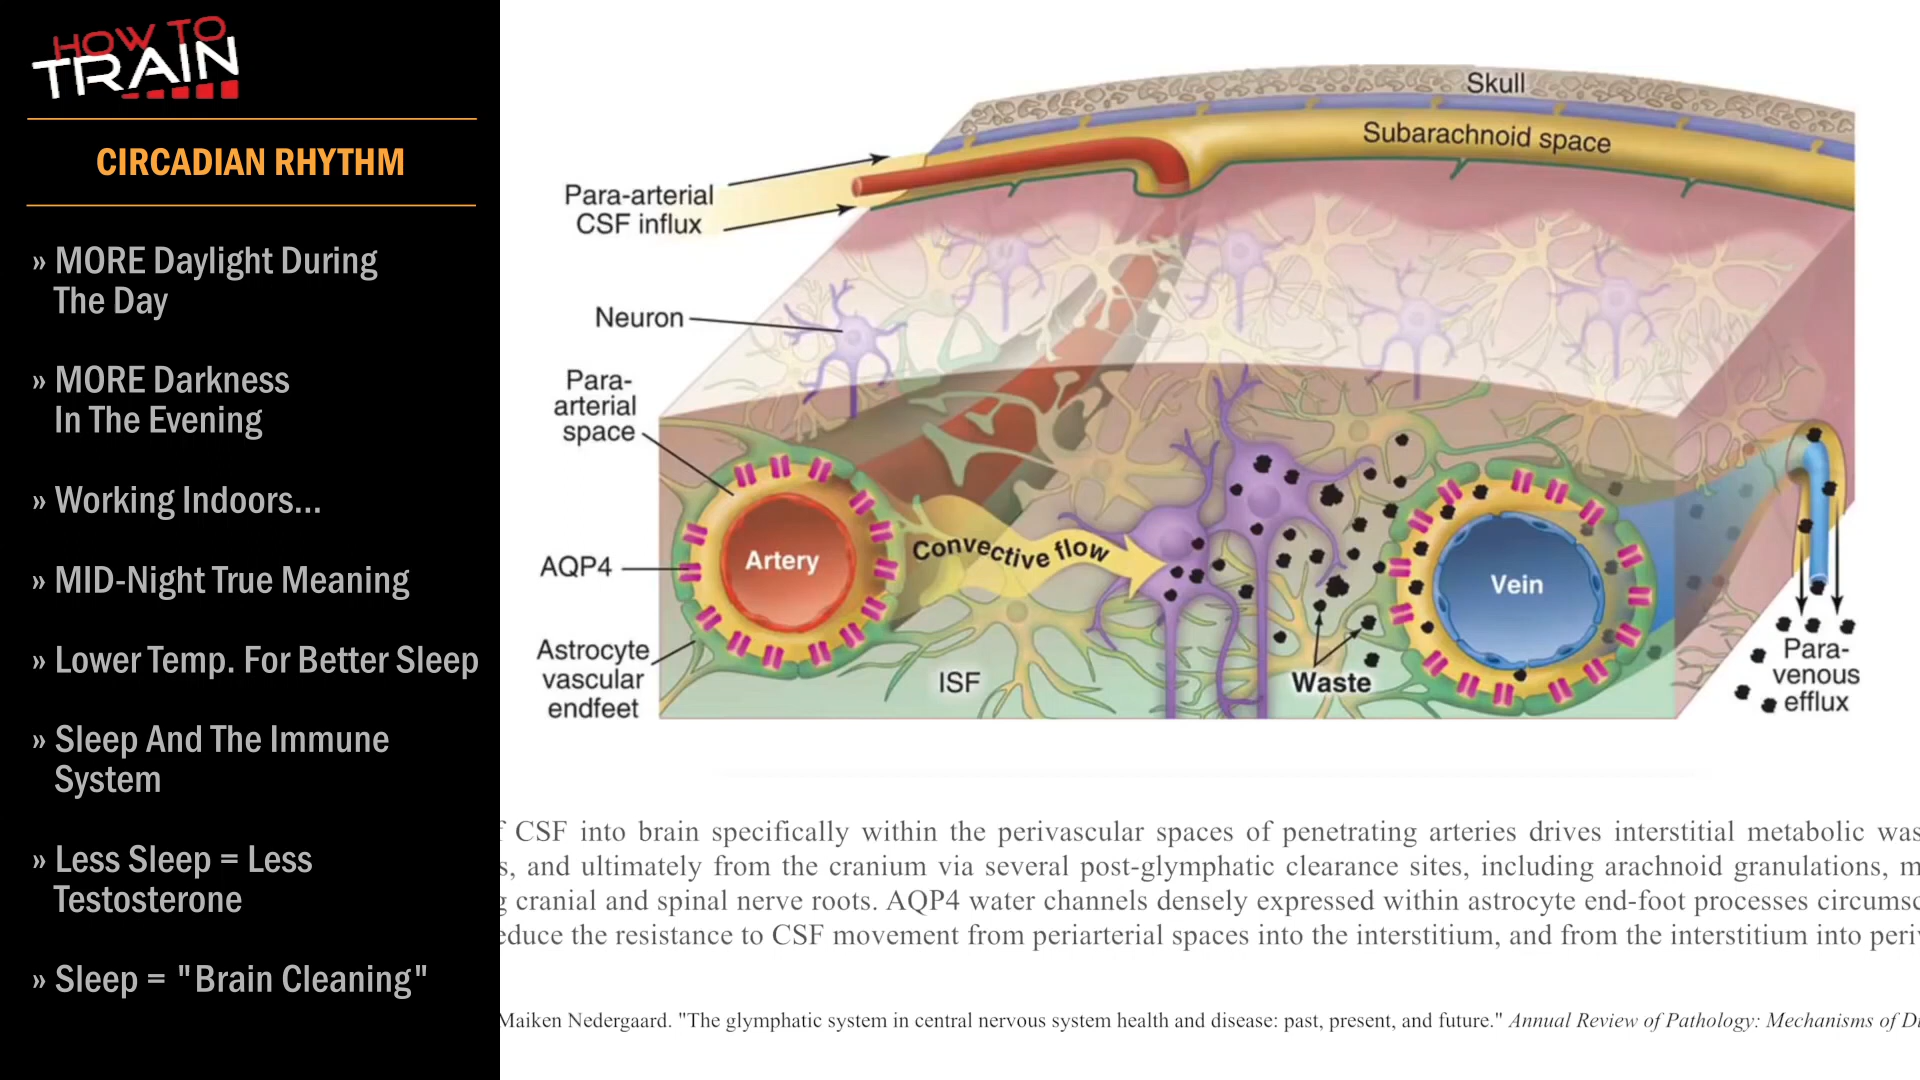 HOW TO
TRAIN
CIRCADIAN RHYTHM
» MORE Daylight During
The Day
» MORE Darkness
In The Evening
» Working Indoors...
» MID-Night True Meaning
» Lower Temp. For Better Sleep
» Sleep And The Immune
System
» Less Sleep = Less
Testosterone
» Sleep = "Brain Cleaning"
Skull
Subarachnoid space
Para-arterial
CSF influx
Neuron
Para-
arterial
space
AQP4
Artery
Convective flow
Vein
Astrocyte
vascular
endfeet
ISF
Waste
Para-
venous
efflux
CSF into brain specifically within the perivascular spaces of penetrating arteries drives interstitial metabolic
and ultimately from the cranium via several post-glymphatic clearance sites, including arachnoid granulations,
cranial and spinal nerve roots. AQP4 water channels densely expressed within astrocyte end-foot processes
the resistance to CSF movement from periarterial spaces into the interstitium, and from the interstitium into
Maiken Nedergaard. "The glymphatic system in central nervous system health and disease: past, present, and future." Annual Review of Pathology: Mechanisms of